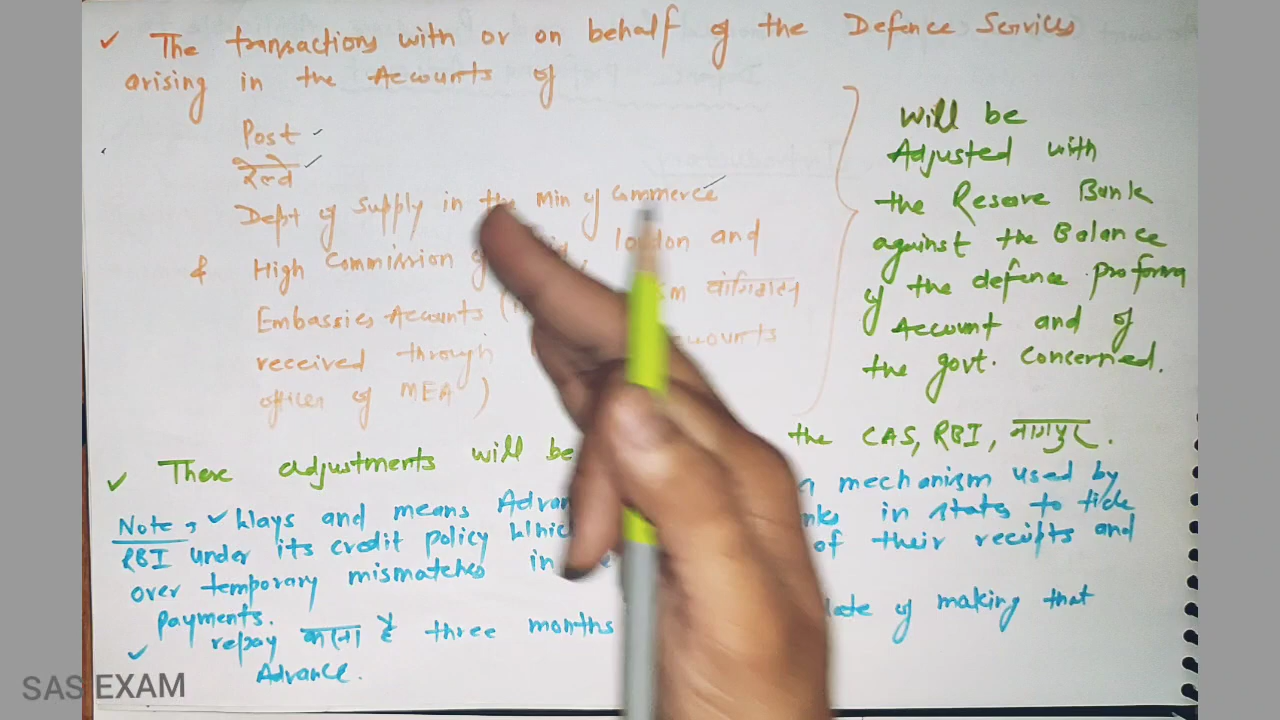 The transactions with or on behalf of the Defence Services
arising in the Accounts of
Post
रेल्वे
Dept of Supply in the Min of Commerce
& High Commission london and
Embassies Accounts
received through
officer of MEA)
Will be
Adjusted with
the Resarve Bank
against the Balance
of the defence proforma
Account and of
the govt. concerned.
These adjustments will be the CAS, RBI, नागपुर.
Note → Ways and means mechanism used by
RBI under its credit policy in states to tide
over temporary mismatches in of their receipts and
payments.
repay करना है three months date of making that
Advance.
SAS EXAM